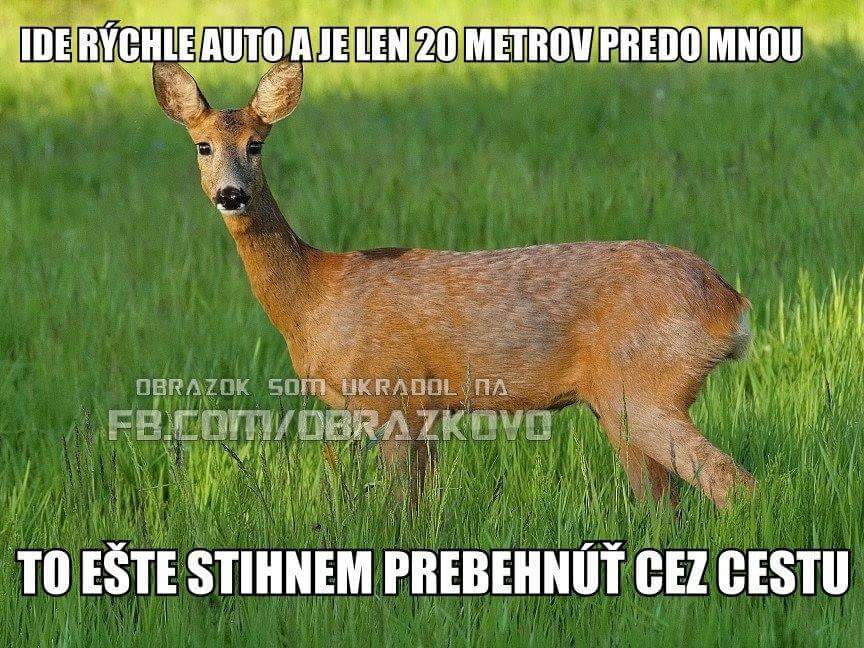 IDE RÝCHLE AUTO A JE LEN 20 METROV PREDO MNOU
OBRAZOK SOM UKRADOL NA
FB.COM/OBRAZKOVO
TO EŠTE STIHNEM PREBEHNÚŤ CEZ CESTU